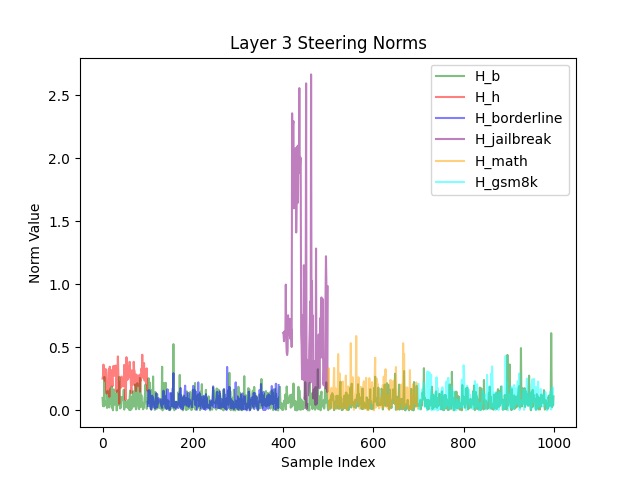 Layer 3 Steering Norms
Norm Value
2.5
2.0
1.5
1.0
0.5
0.0
H_b
H_h
H_borderline
H_jailbreak
H_math
H_gsm8k
0 200 400 600 800 1000
Sample Index